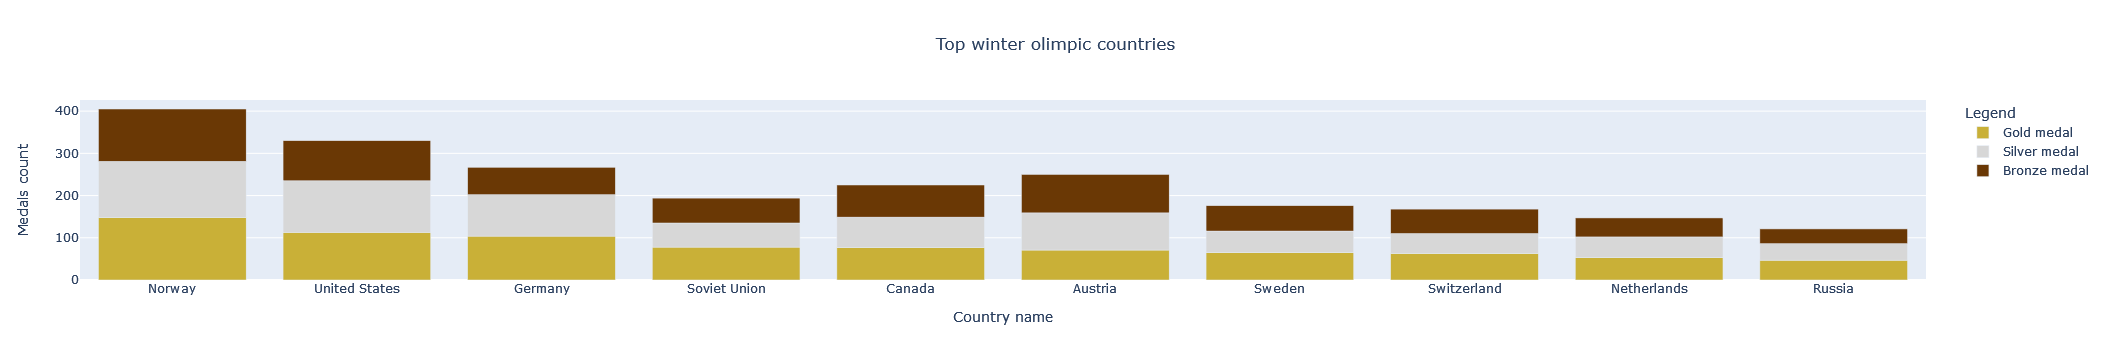 Top winter olimpic countries
Medals count
400
300
200
100
0
Norway United States Germany Soviet Union Canada Austria Sweden Switzerland Netherlands Russia
Country name
Legend
Gold medal
Silver medal
Bronze medal